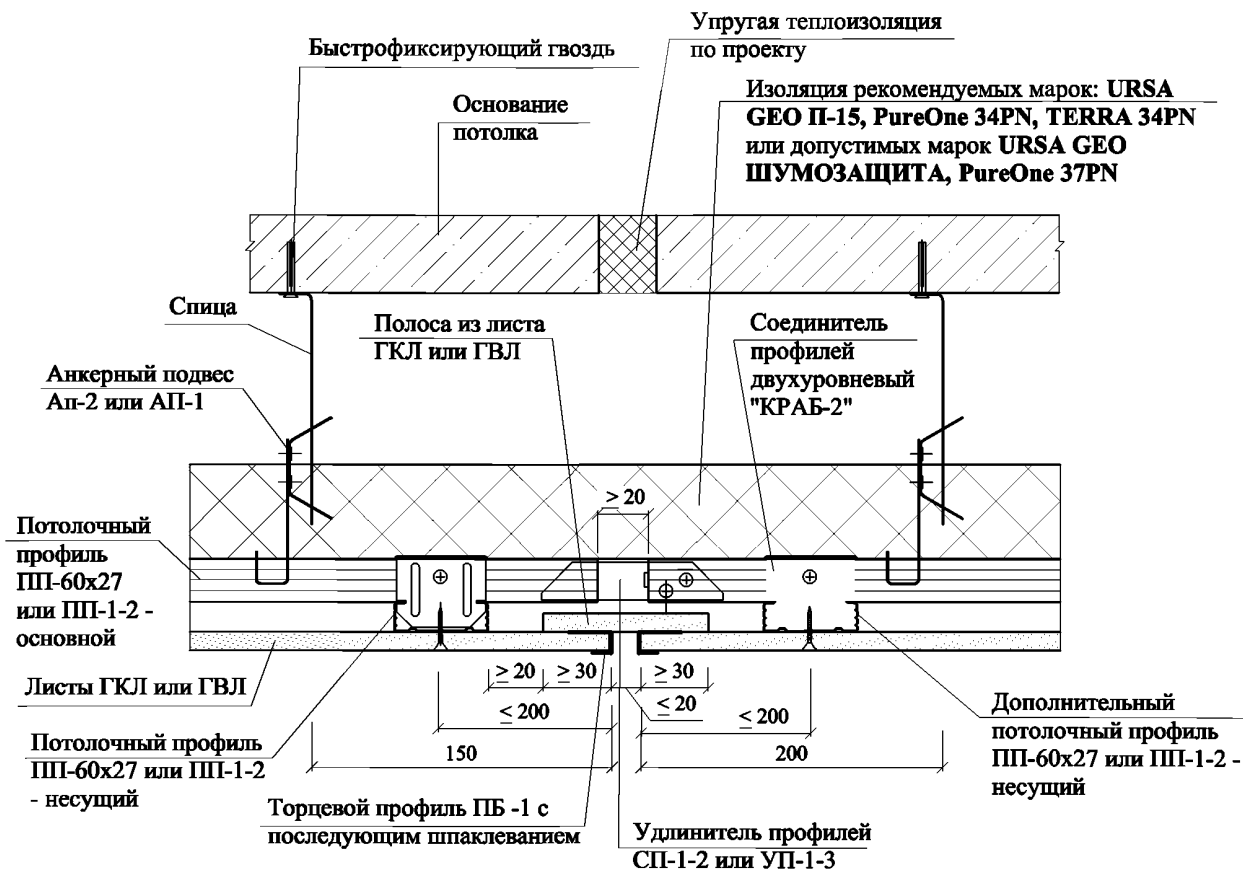 Упругая теплоизоляция
по проекту
Быстрофиксирующий гвоздь
Изоляция рекомендуемых марок: URSA
GEO П-15, PureOne 34PN, TERRA 34PN
или допустимых марок URSA GEO
ШУМОЗАЩИТА, PureOne 37PN
Основание
потолка
Спица
Полоса из листа
ГКЛ или ГВЛ
Соединитель
профилей
двухуровневый
"КРАБ-2"
Анкерный подвес
Ап-2 или АП-1
≥ 20
Потолочный
профиль
ПП-60х27
или ПП-1-2 -
основной
≥ 20
≥ 30
≥ 30
Листы ГКЛ или ГВЛ
≤ 200
≤ 20
≤ 200
Дополнительный
потолочный профиль
ПП-60х27 или ПП-1-2 -
несущий
Потолочный профиль
ПП-60х27 или ПП-1-2
- несущий
150
200
Торцевой профиль ПБ -1 с
последующим шпаклеванием
Удлинитель профилей
СП-1-2 или УП-1-3